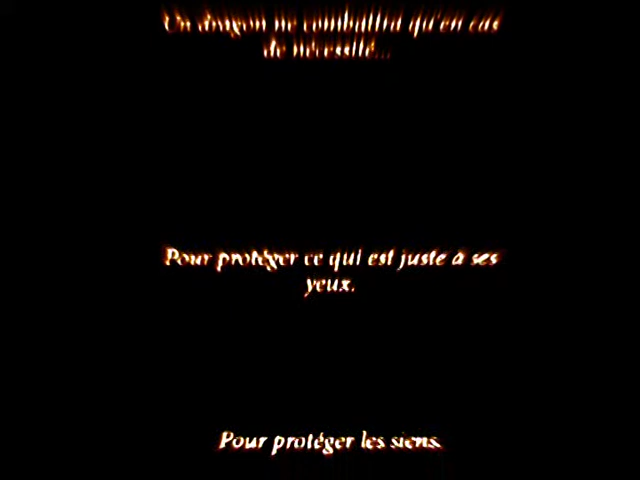 Un dragon ne combattra qu'en cas
de nécessité...
Pour protéger ce qui est juste à ses
yeux.
Pour protéger les siens.